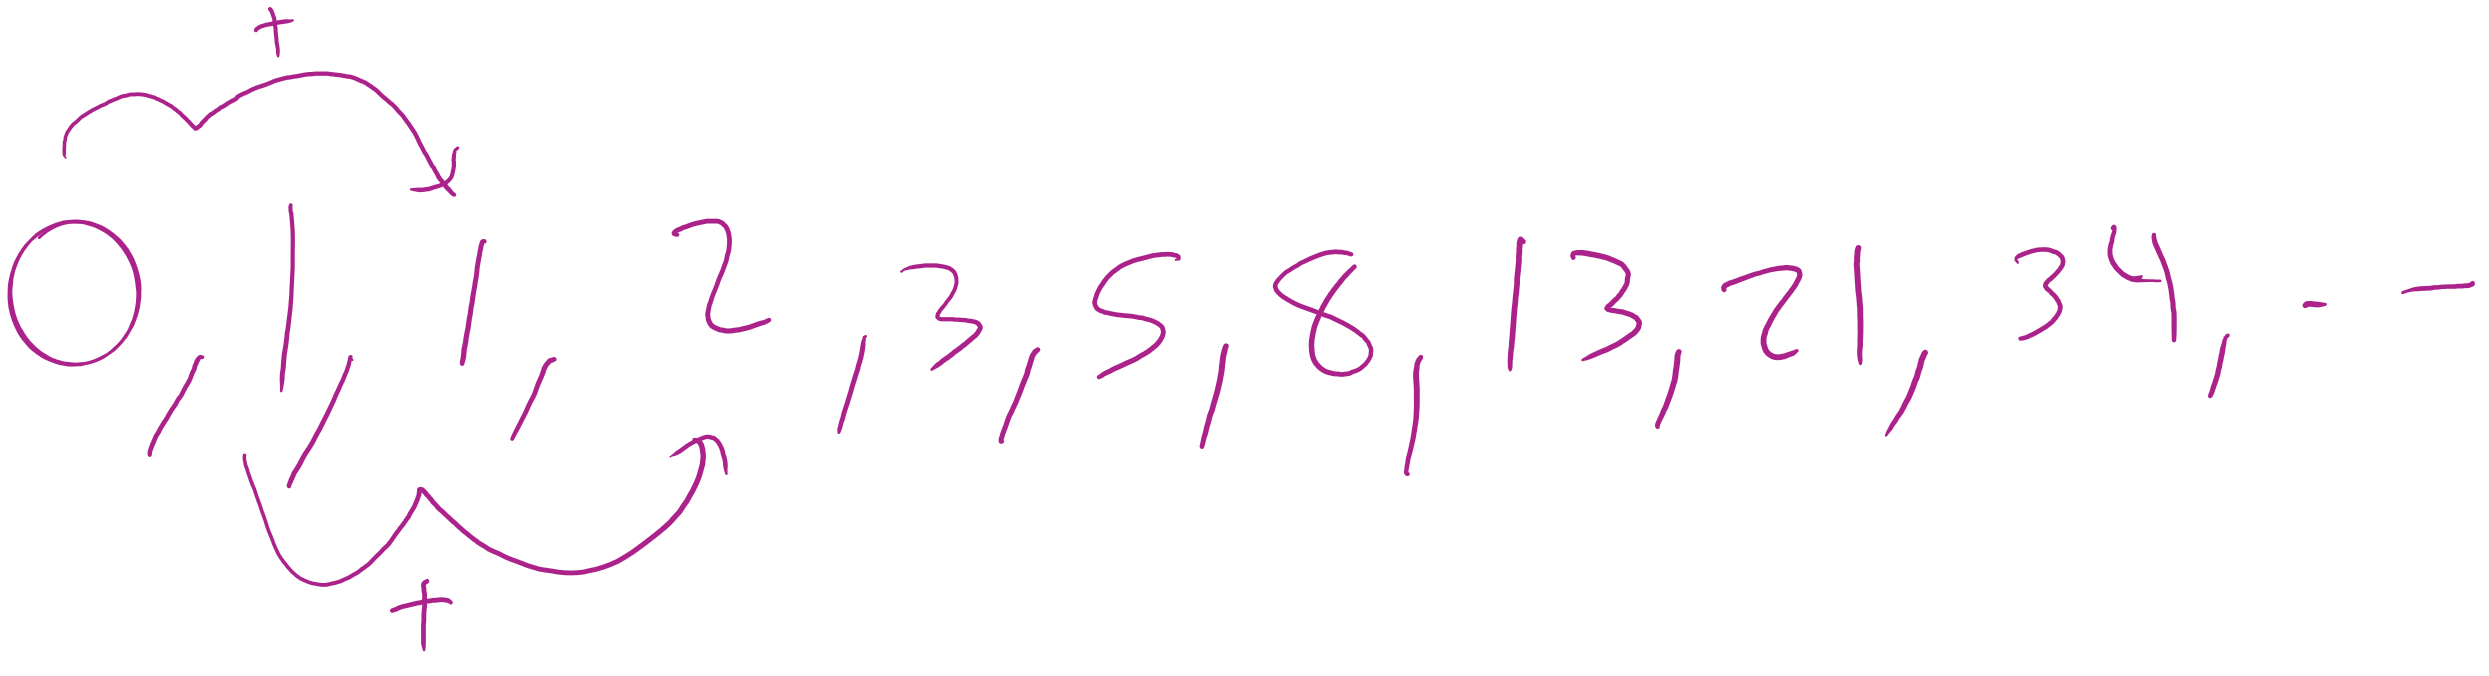 +
0, 1, 1, 2, 3, 5, 8, 13, 21, 34, - -
+